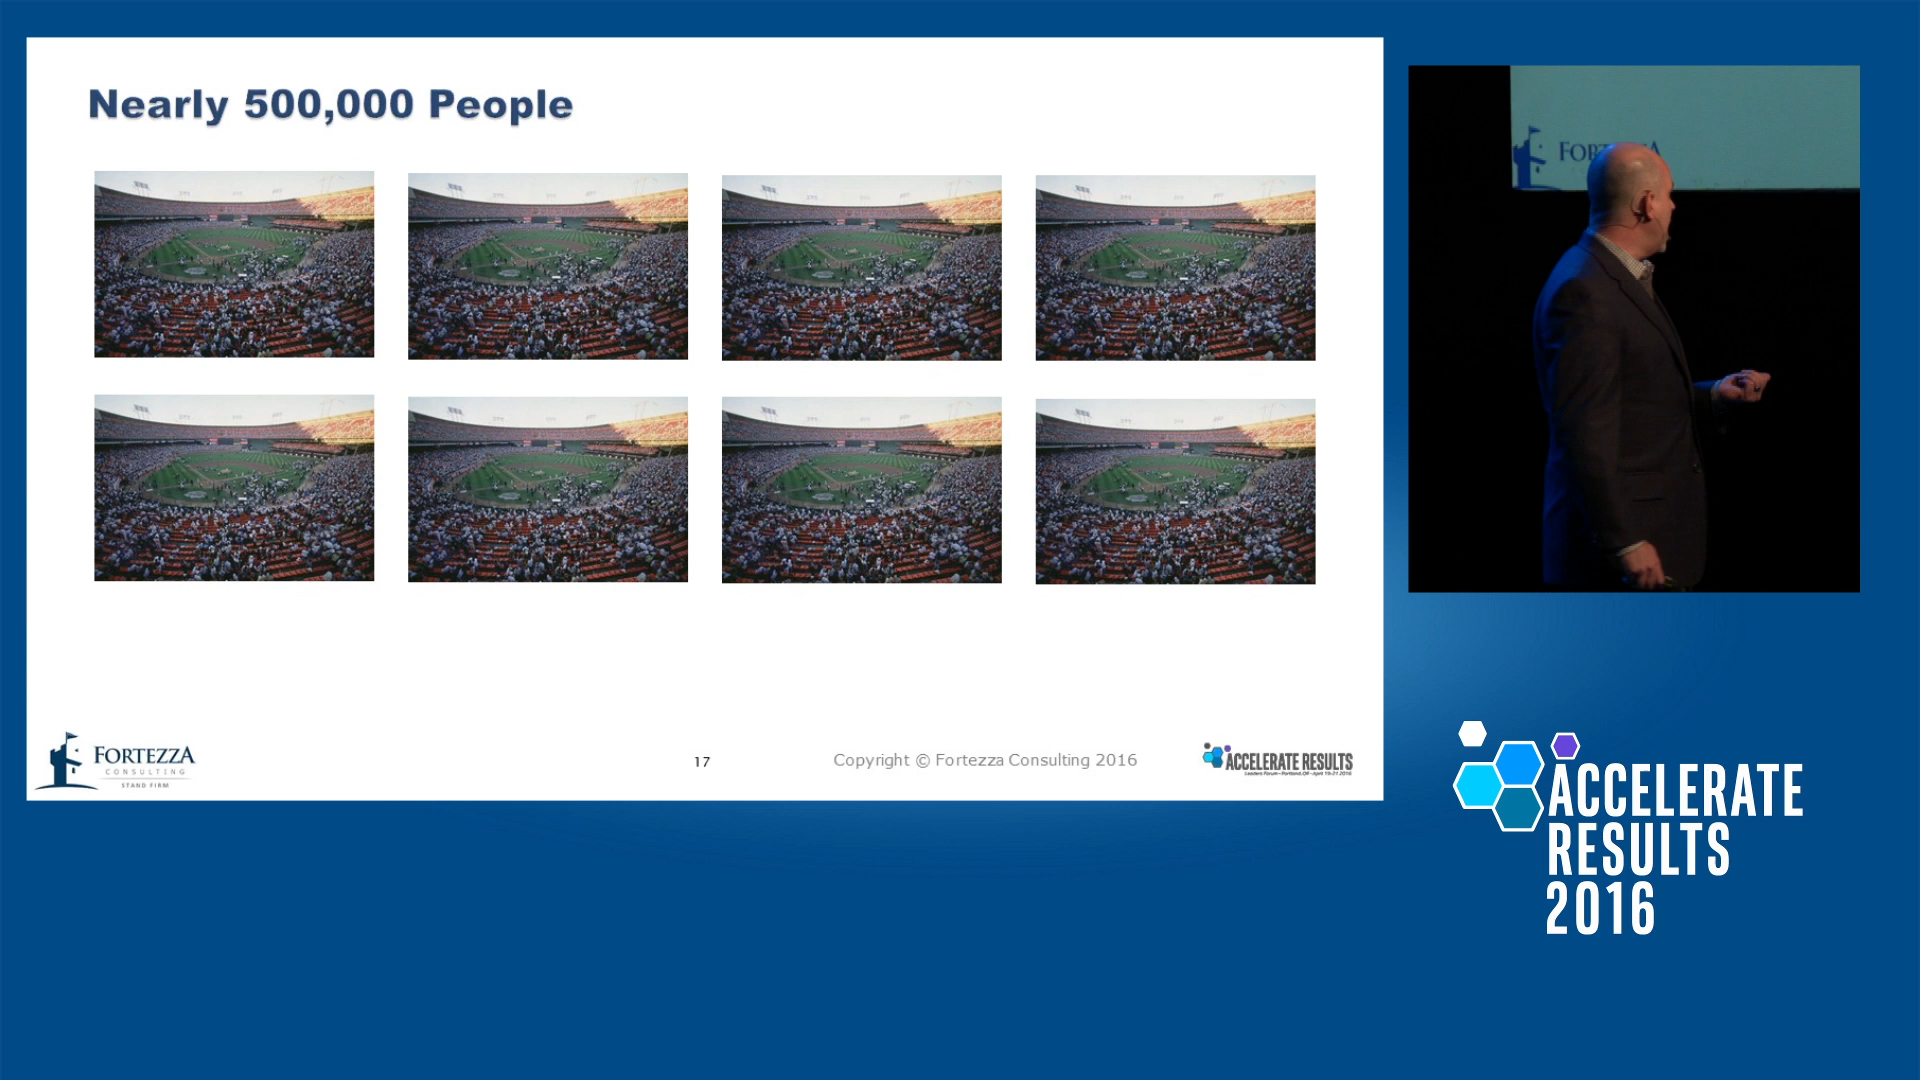 Nearly 500,000 People
FORTEZZA
CONSULTING
STAND FIRM
17
Copyright © Fortezza Consulting 2016
ACCELERATE RESULTS
Leaders Forum – Portland, OR – April 19-21 2016
ACCELERATE
RESULTS
2016